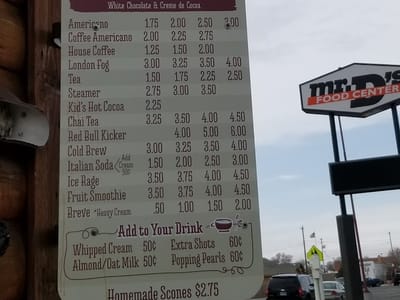 White Chocolate & Creme de Cocoa
Americano 1.75 2.00 2.50 3.00
Coffee Americano 2.00 2.25 2.75
House Coffee 1.25 1.50 2.00
London Fog 3.00 3.25 3.50 4.00
Tea 1.50 1.75 2.25 2.50
Steamer 2.75 3.00 3.50
Kid's Hot Cocoa 2.25
Chai Tea 3.25 3.50 4.00 4.50
Red Bull Kicker 4.00 5.00 6.00
Cold Brew 3.00 3.25 3.50 4.00
Italian Soda Add Cream .50¢ 1.50 2.00 2.50 3.00
Ice Rage 3.50 3.75 4.00 4.50
Fruit Smoothie 3.50 3.75 4.00 4.50
Breve -Heavy Cream .50 1.00 1.50 2.00
Add to Your Drink
Whipped Cream 50¢ Extra Shots 60¢
Almond/Oat Milk 50¢ Popping Pearls 60¢
Homemade Scones $2.75
mr. D's
FOOD CENTER